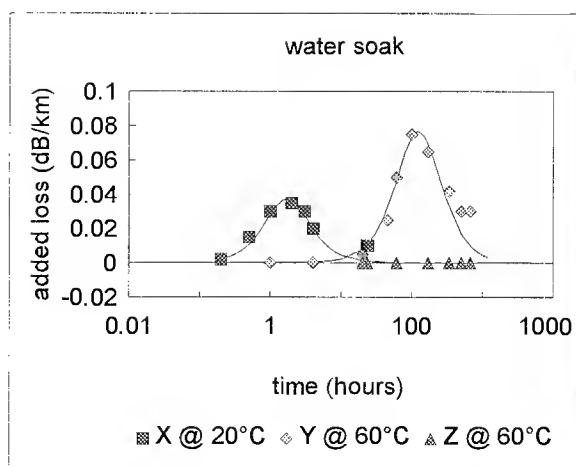 water soak
added loss (dB/km)
0.1
0.08
0.06
0.04
0.02
0
-0.02
0.01 1 100 1000
time (hours)
X @ 20°C Y @ 60°C Z @ 60°C